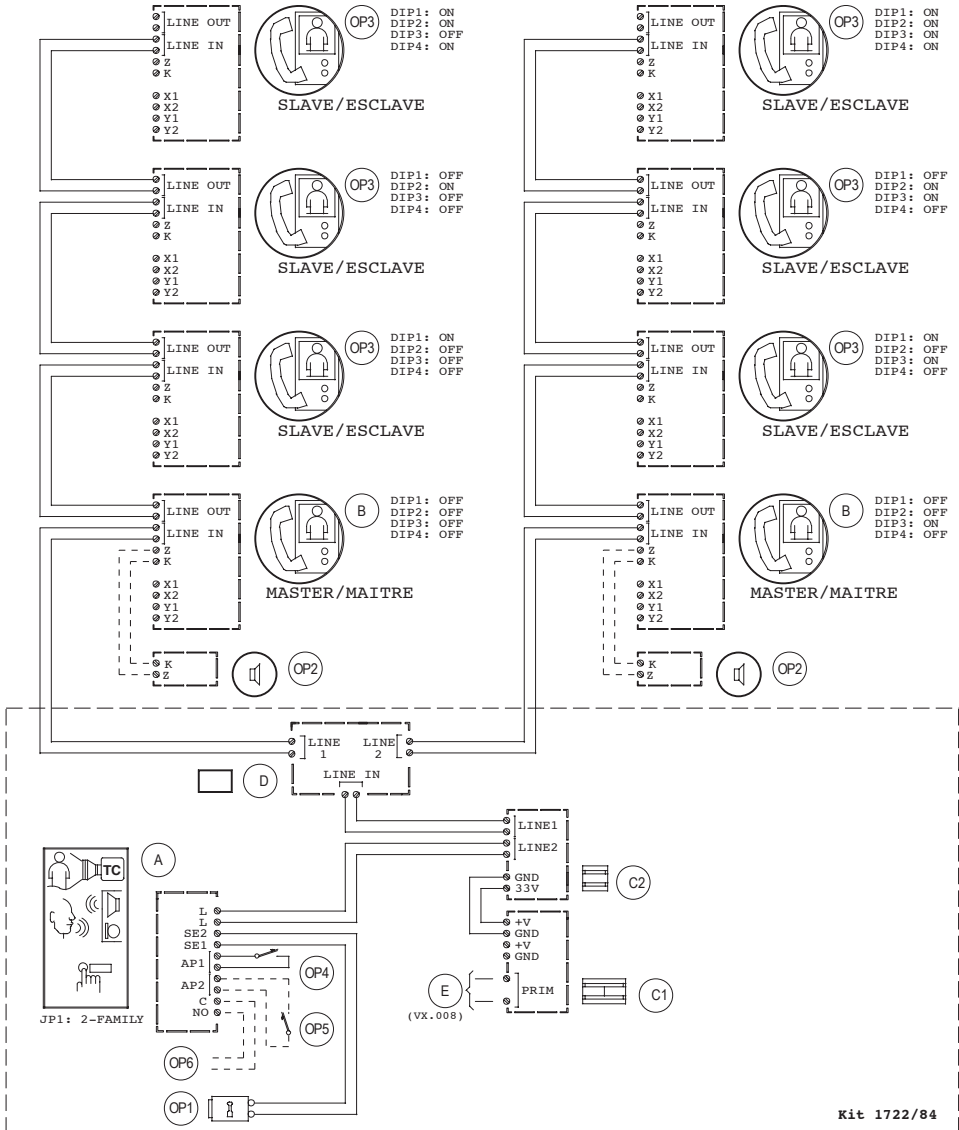 LINE OUT
LINE IN
Z
K
X1
X2
Y1
Y2
OP3
DIP1: ON
DIP2: ON
DIP3: OFF
DIP4: ON
SLAVE/ESCLAVE
LINE OUT
LINE IN
Z
K
X1
X2
Y1
Y2
OP3
DIP1: ON
DIP2: ON
DIP3: ON
DIP4: ON
SLAVE/ESCLAVE
LINE OUT
LINE IN
Z
K
X1
X2
Y1
Y2
OP3
DIP1: OFF
DIP2: ON
DIP3: OFF
DIP4: OFF
SLAVE/ESCLAVE
LINE OUT
LINE IN
Z
K
X1
X2
Y1
Y2
OP3
DIP1: OFF
DIP2: ON
DIP3: ON
DIP4: OFF
SLAVE/ESCLAVE
LINE OUT
LINE IN
Z
K
X1
X2
Y1
Y2
OP3
DIP1: ON
DIP2: OFF
DIP3: OFF
DIP4: OFF
SLAVE/ESCLAVE
LINE OUT
LINE IN
Z
K
X1
X2
Y1
Y2
OP3
DIP1: ON
DIP2: OFF
DIP3: ON
DIP4: OFF
SLAVE/ESCLAVE
LINE OUT
LINE IN
Z
K
X1
X2
Y1
Y2
B
DIP1: OFF
DIP2: OFF
DIP3: OFF
DIP4: OFF
MASTER/MAITRE
K
Z
OP2
LINE OUT
LINE IN
Z
K
X1
X2
Y1
Y2
B
DIP1: OFF
DIP2: OFF
DIP3: ON
DIP4: OFF
MASTER/MAITRE
K
Z
OP2
LINE 1
LINE 2
LINE IN
D
LINE1
LINE2
GND
33V
C2
A
TC
JP1: 2-FAMILY
L
L
SE2
SE1
AP1
AP2
C
NO
OP4
OP5
OP6
OP1
+V
GND
+V
GND
PRIM
C1
E
(VX.008)
Kit 1722/84